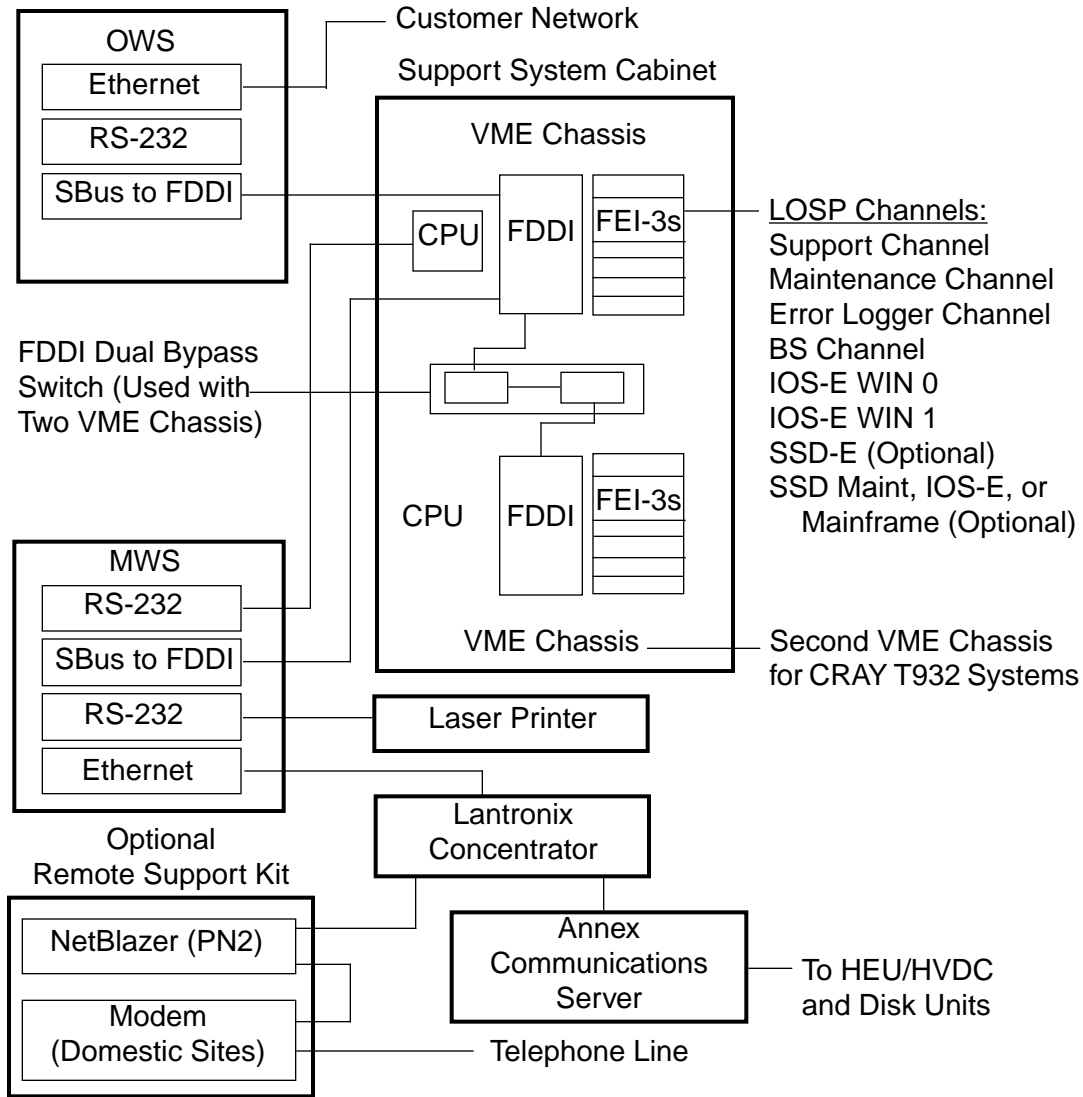 Customer Network
OWS
Ethernet
RS-232
SBus to FDDI
Support System Cabinet
VME Chassis
CPU
FDDI
FEI-3s
LOSP Channels:
Support Channel
Maintenance Channel
Error Logger Channel
BS Channel
IOS-E WIN 0
IOS-E WIN 1
SSD-E (Optional)
SSD Maint, IOS-E, or
Mainframe (Optional)
FDDI Dual Bypass
Switch (Used with
Two VME Chassis)
CPU
FDDI
FEI-3s
VME Chassis
Second VME Chassis
for CRAY T932 Systems
MWS
RS-232
SBus to FDDI
RS-232
Ethernet
Laser Printer
Lantronix
Concentrator
Optional
Remote Support Kit
NetBlazer (PN2)
Modem
(Domestic Sites)
Annex
Communications
Server
To HEU/HVDC
and Disk Units
Telephone Line